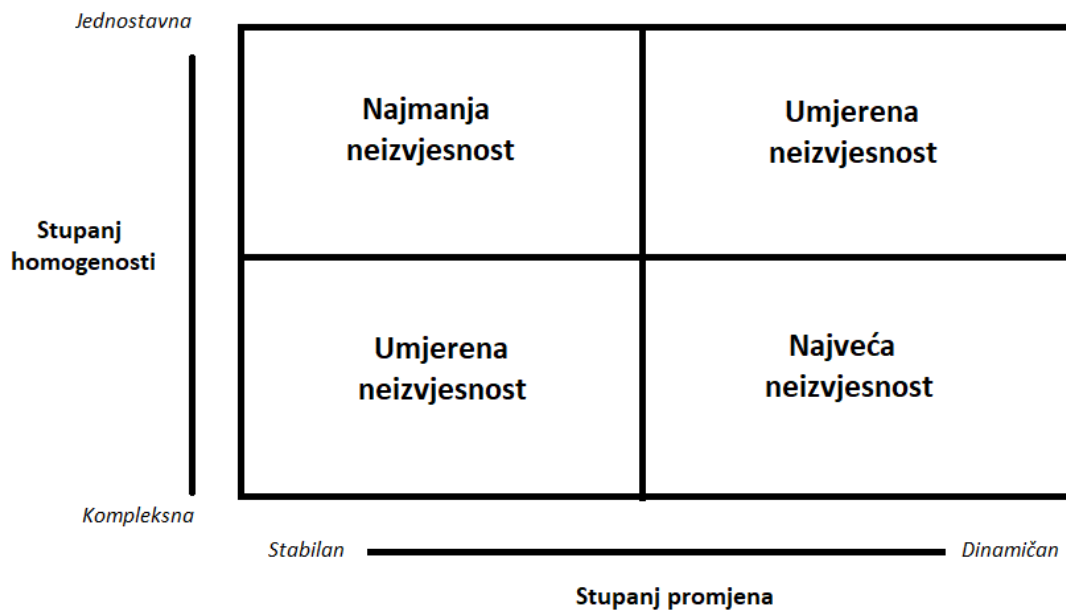 Jednostavna
Najmanja
neizvjesnost
Umjerena
neizvjesnost
Stupanj
homogenosti
Umjerena
neizvjesnost
Najveća
neizvjesnost
Kompleksna
Stabilan
Dinamičan
Stupanj promjena